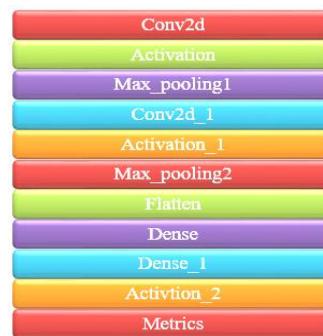 Conv2d
Activation
Max_pooling1
Conv2d_1
Activation_1
Max_pooling2
Flatten
Dense
Dense_1
Activtion_2
Metrics